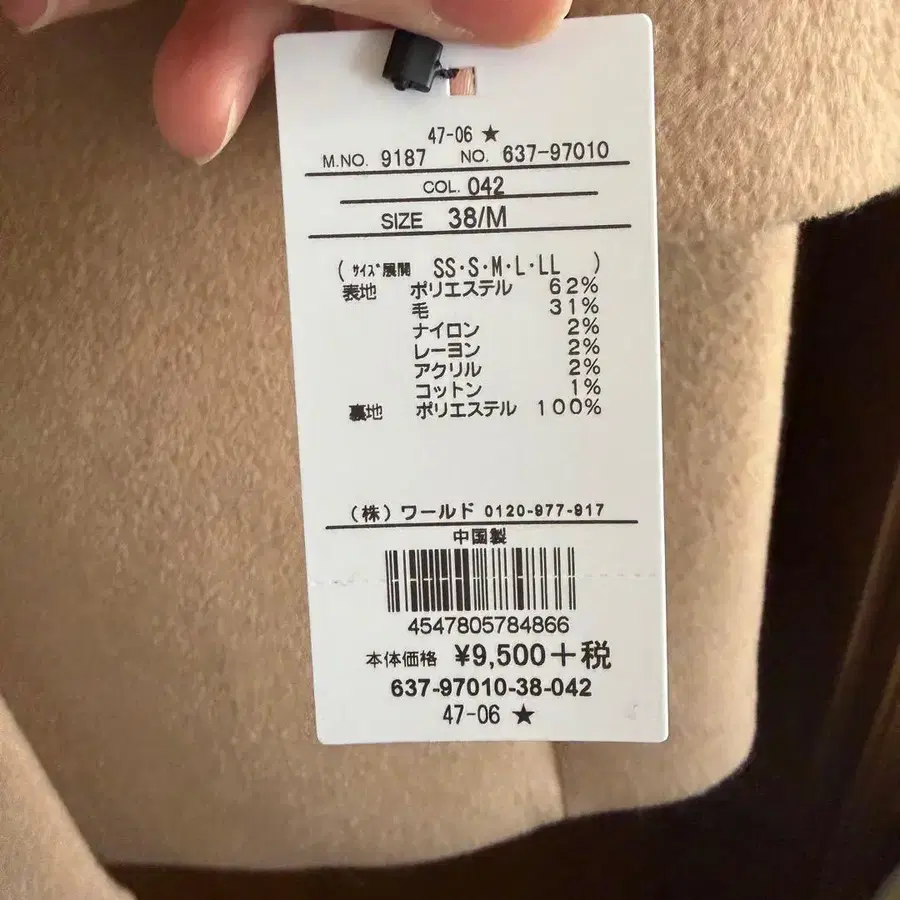 47-06 ★
M.NO. 9187 NO. 637-97010
COL. 042
SIZE 38/M
( ｻｲｽﾞ展開 SS・S・M・L・LL )
表地 ポリエステル 62%
毛 31%
ナイロン 2%
レーヨン 2%
アクリル 2%
コットン 1%
裏地 ポリエステル 100%
(株) ワールド 0120-977-917
中国製
4547805784866
本体価格 ¥9,500+税
637-97010-38-042
47-06 ★